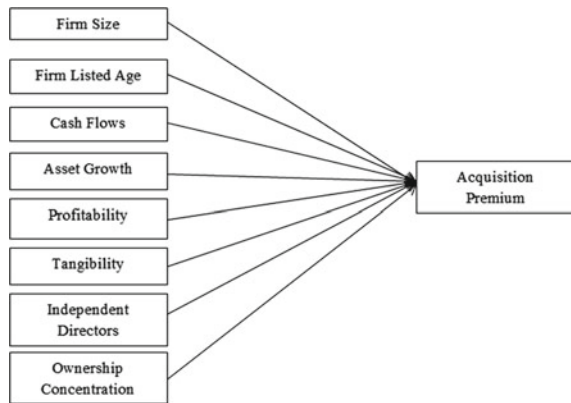 Firm Size
Firm Listed Age
Cash Flows
Asset Growth
Profitability
Tangibility
Independent
Directors
Ownership
Concentration
Acquisition
Premium